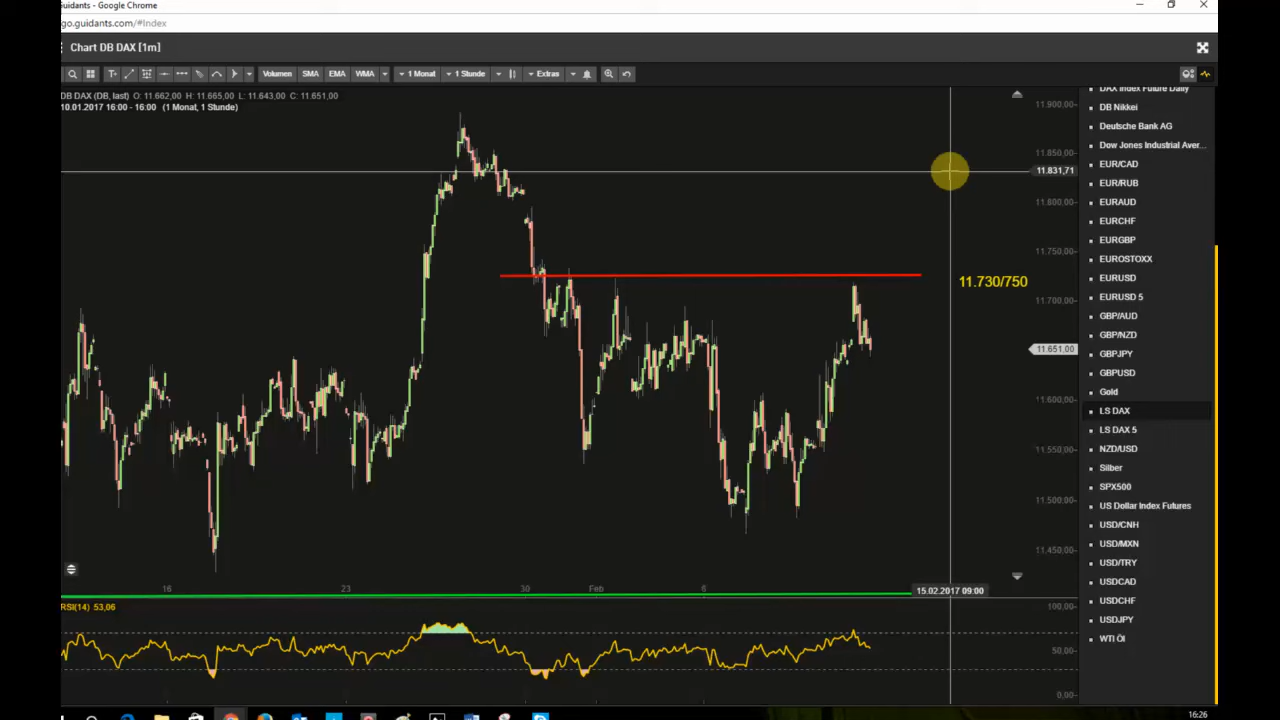 Guidants - Google Chrome
go.guidants.com/#Index
Chart DB DAX [1m]
Volumen SMA EMA WMA 1 Monat 1 Stunde Extras
DB DAX (DB, last) O: 11.662,00 H: 11.665,00 L: 11.643,00 C: 11.651,00
10.01.2017 16:00 - 16:00 (1 Monat, 1 Stunde)
11.900,00
11.850,00
11.831,71
11.800,00
11.750,00
11.730/750
11.700,00
11.651,00
11.600,00
11.550,00
11.500,00
11.450,00
16 23 30 Feb 6
15.02.2017 09:00
RSI(14) 53,06
100,00
50,00
0,00
DAX Index Future Daily
DB Nikkei
Deutsche Bank AG
Dow Jones Industrial Aver...
EUR/CAD
EUR/RUB
EURAUD
EURCHF
EURGBP
EUROSTOXX
EURUSD
EURUSD 5
GBP/AUD
GBP/NZD
GBPJPY
GBPUSD
Gold
LS DAX
LS DAX 5
NZD/USD
Silber
SPX500
US Dollar Index Futures
USD/CNH
USD/MXN
USD/TRY
USDCAD
USDCHF
USDJPY
WTI Öl
16:26